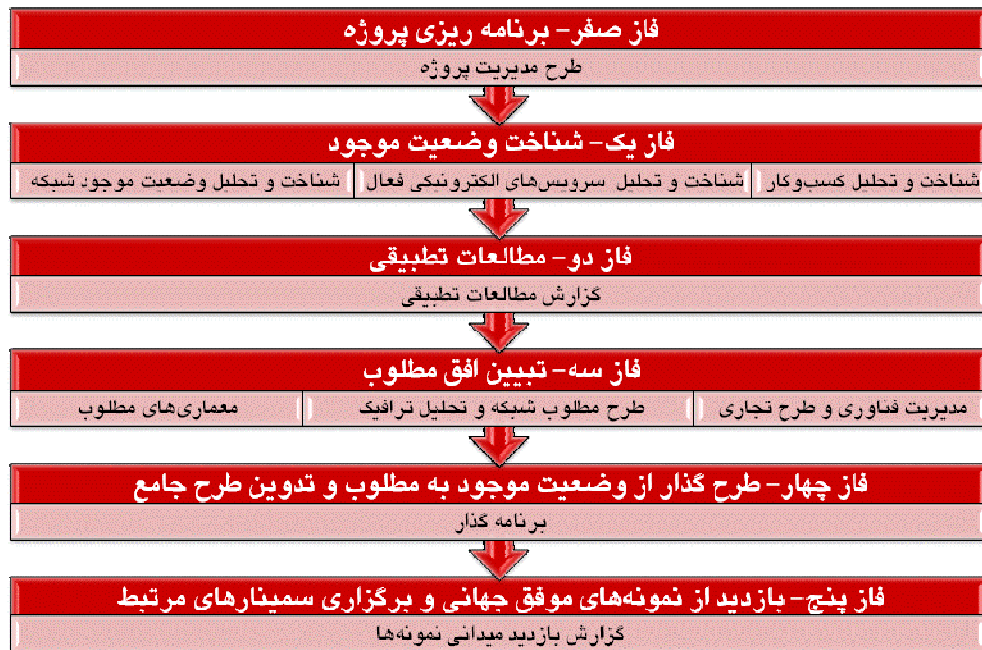 فاز صفر- برنامه ریزی پروژه
طرح مدیریت پروژه
فاز یک- شناخت وضعیت موجود
شناخت و تحلیل کسب‌وکار
شناخت و تحلیل سرویس‌های الکترونیکی فعال
شناخت و تحلیل وضعیت موجود شبکه
فاز دو- مطالعات تطبیقی
گزارش مطالعات تطبیقی
فاز سه- تبیین افق مطلوب
مدیریت فناوری و طرح تجاری
طرح مطلوب شبکه و تحلیل ترافیک
معماری‌های مطلوب
فاز چهار- طرح گذار از وضعیت موجود به مطلوب و تدوین طرح جامع
برنامه گذار
فاز پنج- بازدید از نمونه‌های موفق جهانی و برگزاری سمینارهای مرتبط
گزارش بازدید میدانی نمونه‌ها